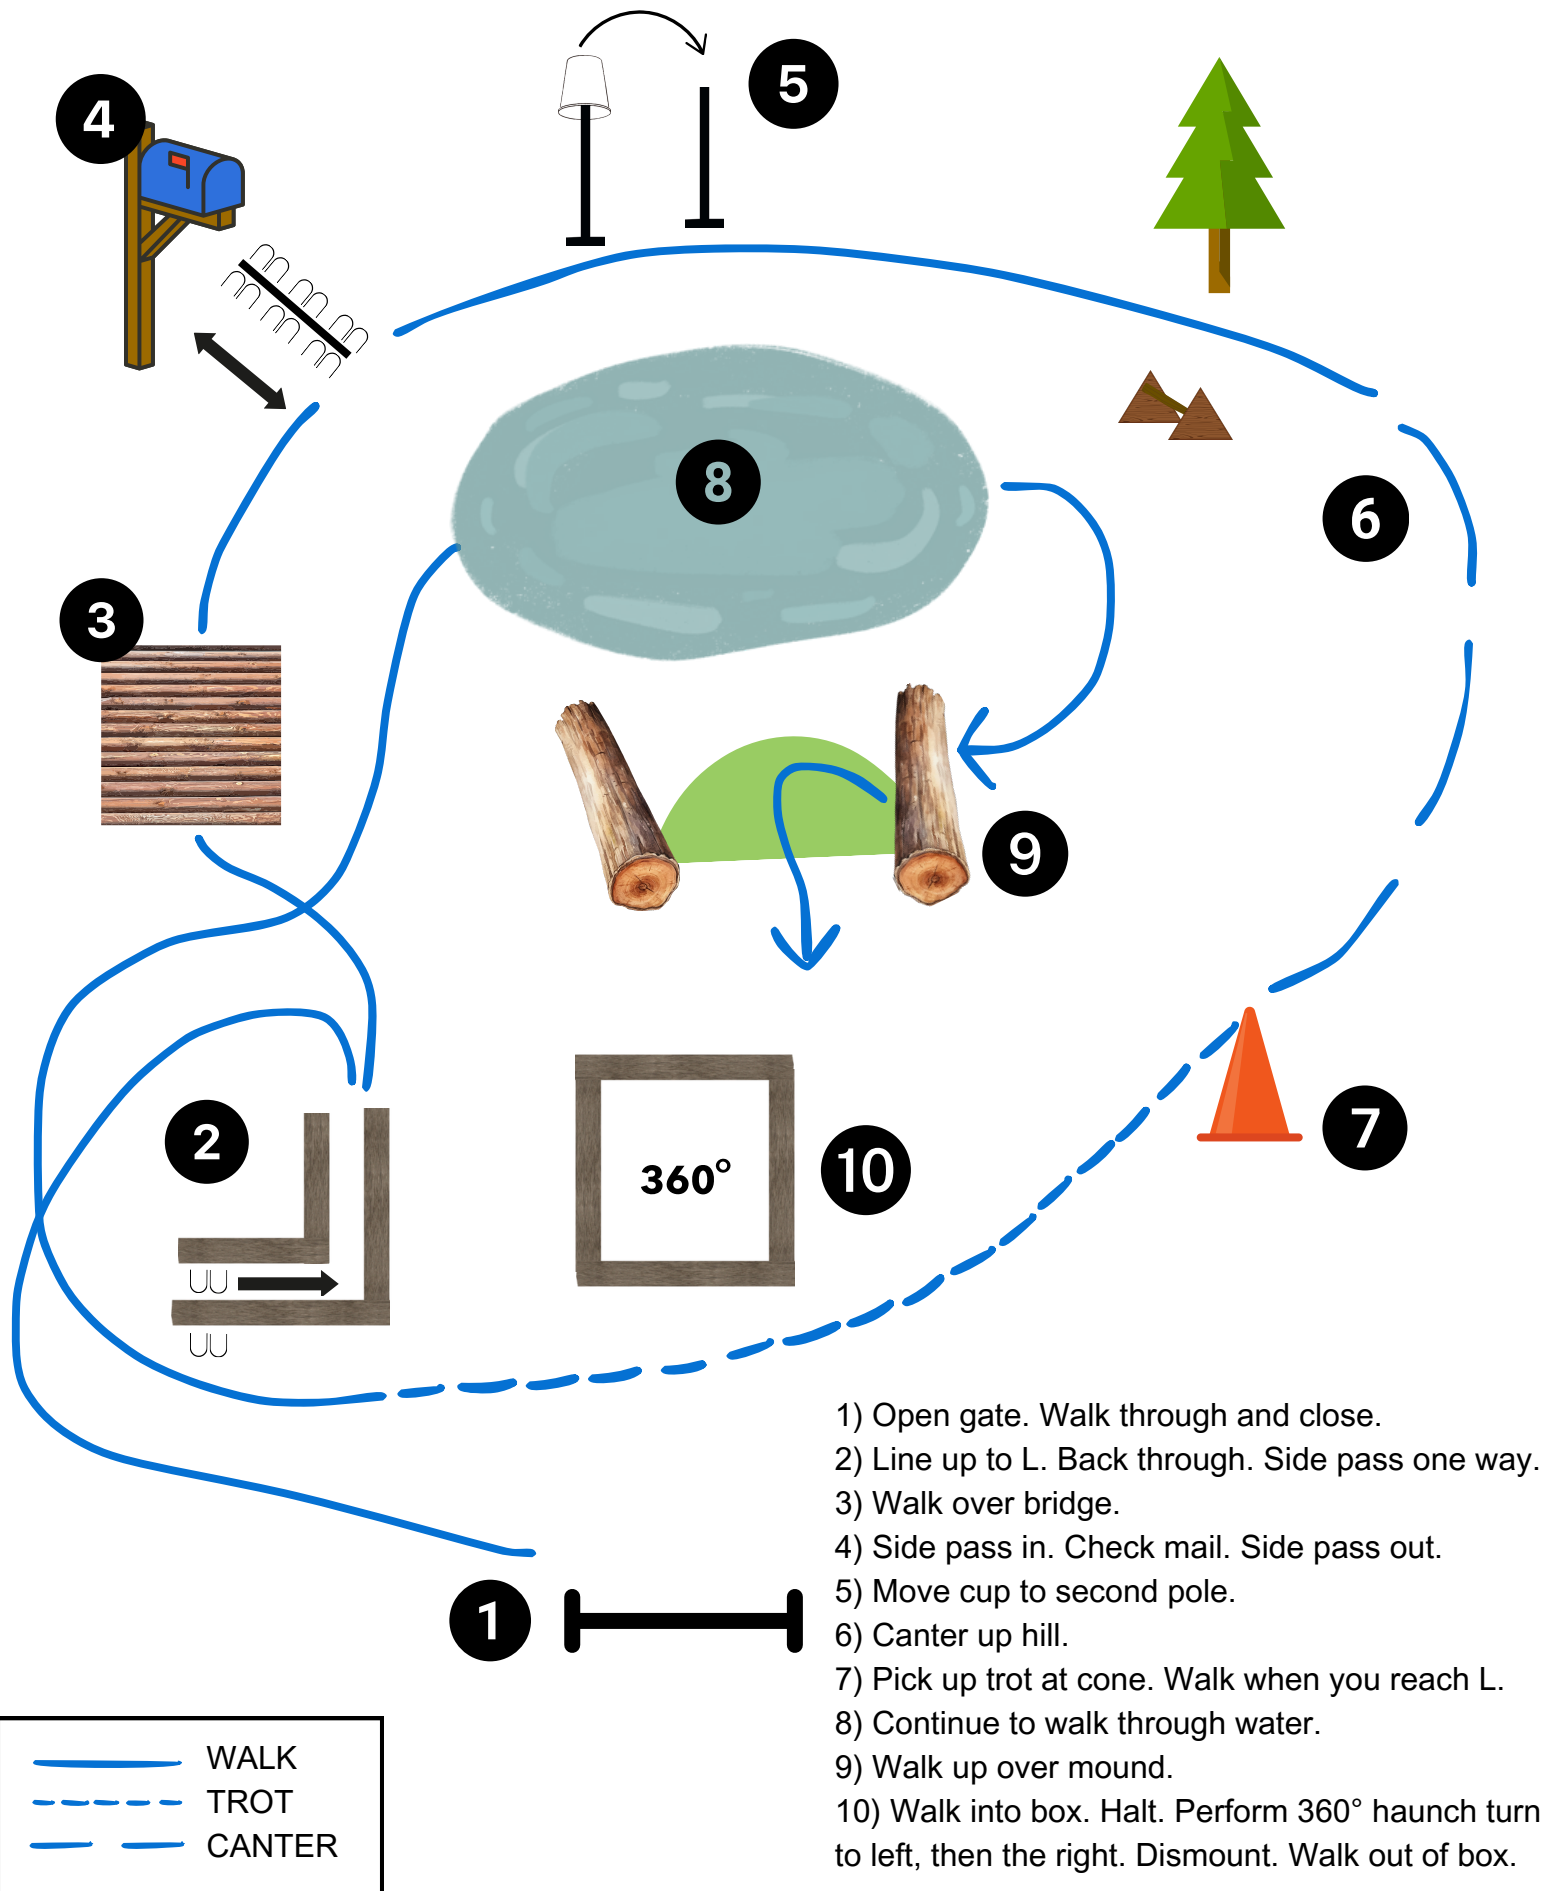 4
5
8
6
3
9
2
360°
10
7
1
1) Open gate. Walk through and close.
2) Line up to L. Back through. Side pass one way.
3) Walk over bridge.
4) Side pass in. Check mail. Side pass out.
5) Move cup to second pole.
6) Canter up hill.
7) Pick up trot at cone. Walk when you reach L.
8) Continue to walk through water.
9) Walk up over mound.
10) Walk into box. Halt. Perform 360° haunch turn
to left, then the right. Dismount. Walk out of box.
WALK
TROT
CANTER